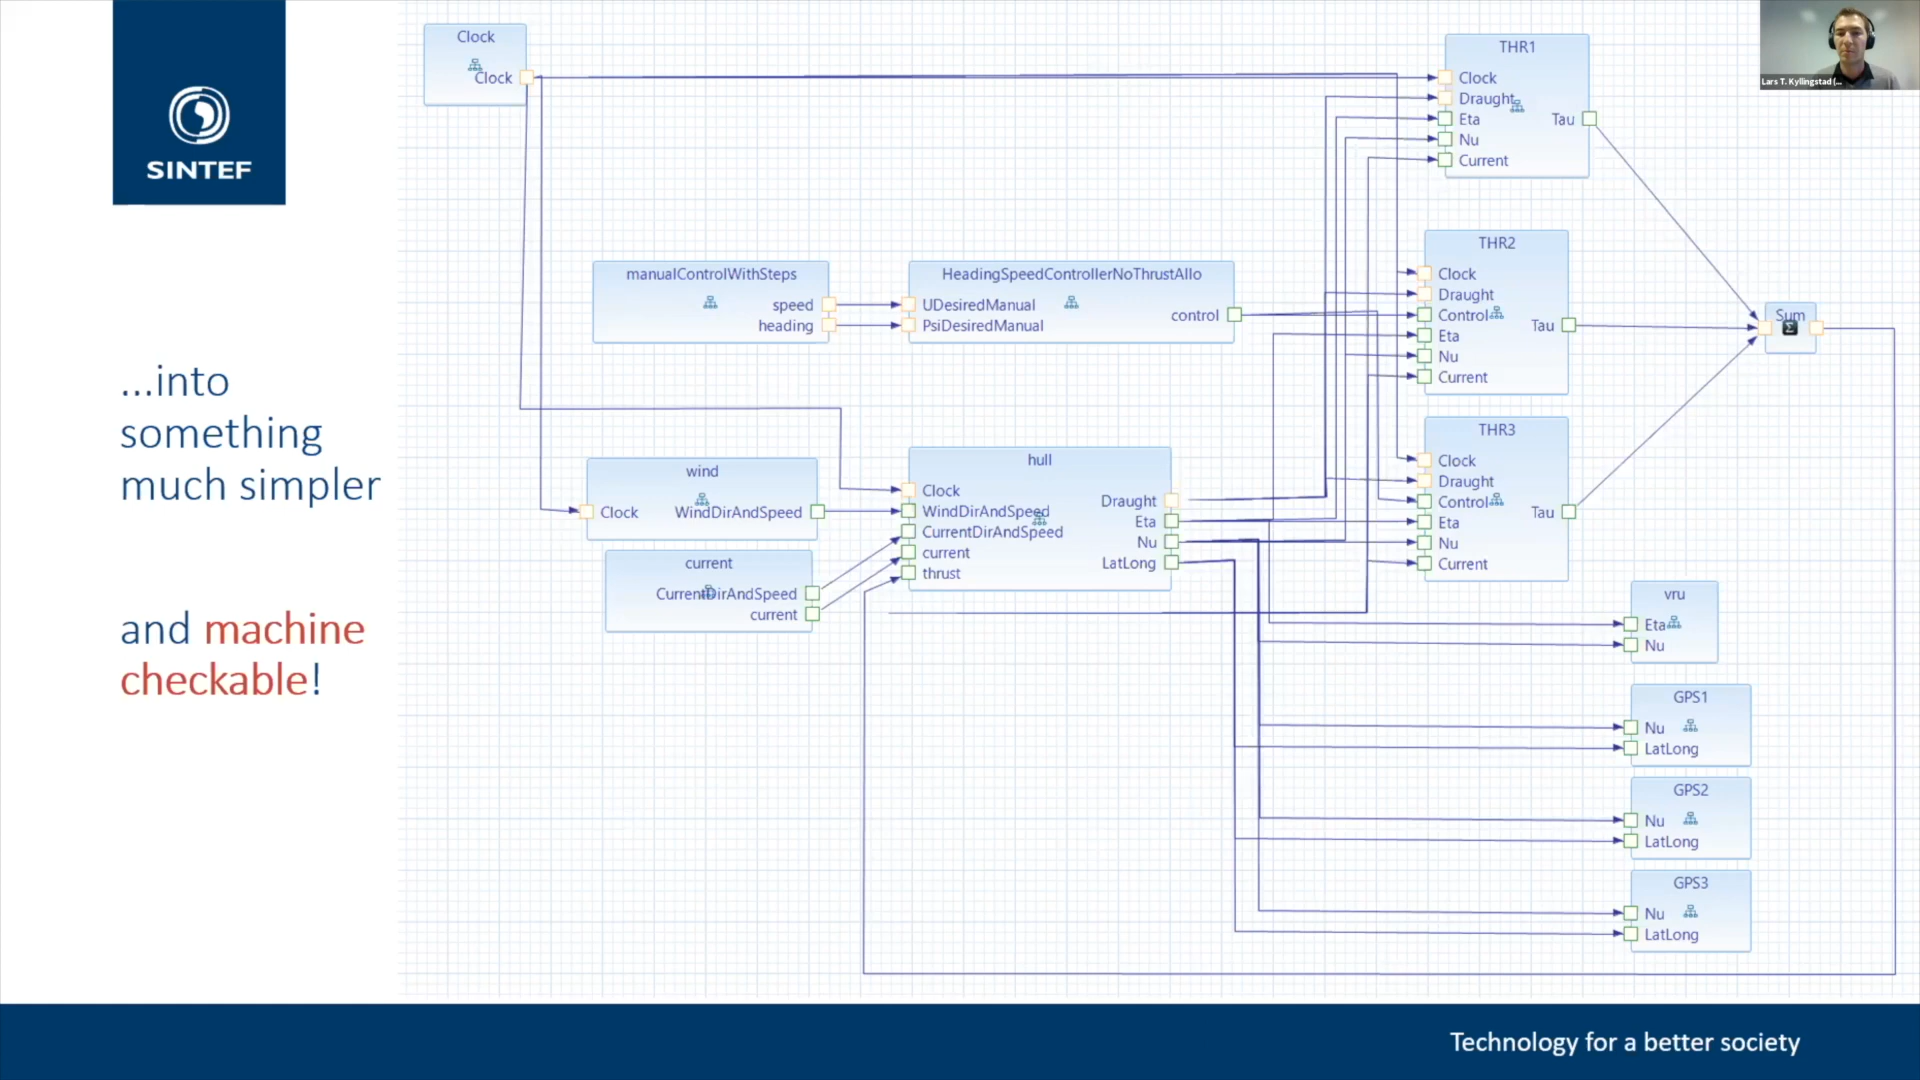 SINTEF
...into
something
much simpler
and machine
checkable!
Clock
Clock
manualControlWithSteps
speed
heading
HeadingSpeedControllerNoThrustAllo
UDesiredManual
PsiDesiredManual
control
wind
Clock
WindDirAndSpeed
current
CurrentDirAndSpeed
current
hull
Clock
WindDirAndSpeed
CurrentDirAndSpeed
current
thrust
Draught
Eta
Nu
LatLong
THR1
Clock
Draught
Eta
Nu
Current
Tau
THR2
Clock
Draught
Control
Eta
Nu
Current
Tau
THR3
Clock
Draught
Control
Eta
Nu
Current
Tau
Sum
Σ
vru
Eta
Nu
GPS1
Nu
LatLong
GPS2
Nu
LatLong
GPS3
Nu
LatLong
Lars T. Kyllingstad (...
Technology for a better society